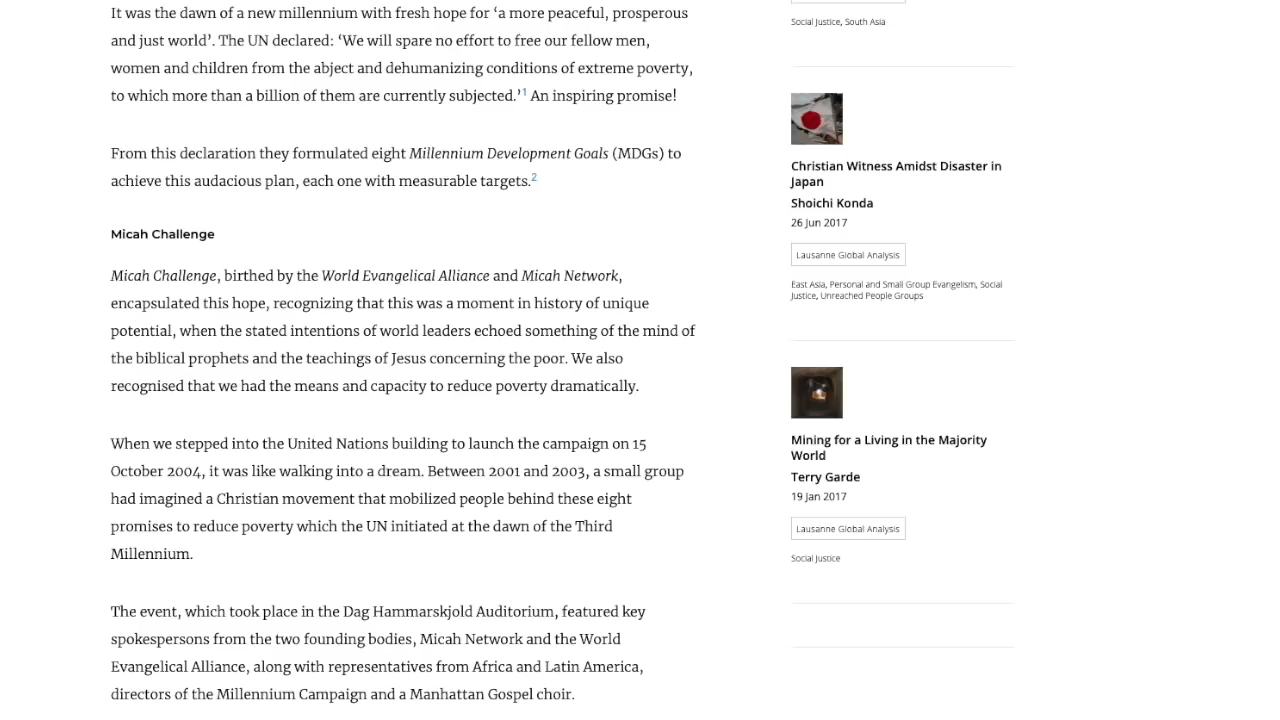 It was the dawn of a new millennium with fresh hope for ‘a more peaceful, prosperous
and just world’. The UN declared: ‘We will spare no effort to free our fellow men,
women and children from the abject and dehumanizing conditions of extreme poverty,
to which more than a billion of them are currently subjected.’1 An inspiring promise!
From this declaration they formulated eight Millennium Development Goals (MDGs) to
achieve this audacious plan, each one with measurable targets.2
Micah Challenge
Micah Challenge, birthed by the World Evangelical Alliance and Micah Network,
encapsulated this hope, recognizing that this was a moment in history of unique
potential, when the stated intentions of world leaders echoed something of the mind of
the biblical prophets and the teachings of Jesus concerning the poor. We also
recognised that we had the means and capacity to reduce poverty dramatically.
When we stepped into the United Nations building to launch the campaign on 15
October 2004, it was like walking into a dream. Between 2001 and 2003, a small group
had imagined a Christian movement that mobilized people behind these eight
promises to reduce poverty which the UN initiated at the dawn of the Third
Millennium.
The event, which took place in the Dag Hammarskjold Auditorium, featured key
spokespersons from the two founding bodies, Micah Network and the World
Evangelical Alliance, along with representatives from Africa and Latin America,
directors of the Millennium Campaign and a Manhattan Gospel choir.
Social Justice, South Asia
Christian Witness Amidst Disaster in
Japan
Shoichi Konda
26 Jun 2017
Lausanne Global Analysis
East Asia, Personal and Small Group Evangelism, Social
Justice, Unreached People Groups
Mining for a Living in the Majority
World
Terry Garde
19 Jan 2017
Lausanne Global Analysis
Social Justice